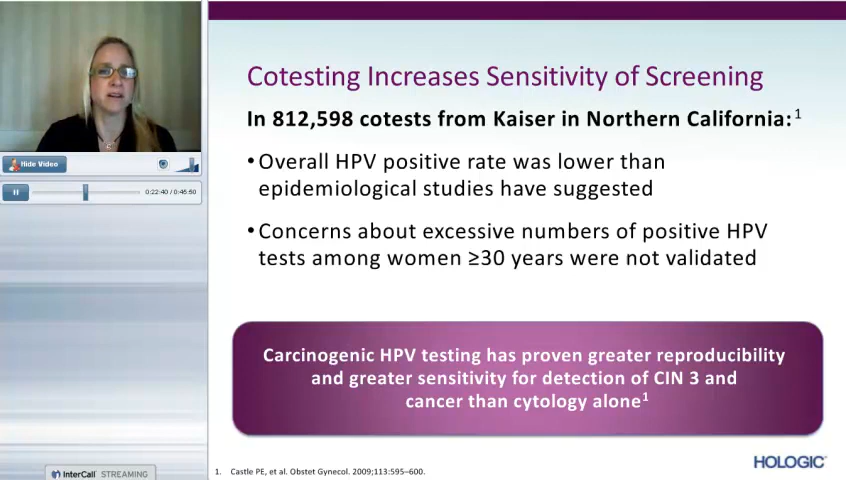 Cotesting Increases Sensitivity of Screening
In 812,598 cotests from Kaiser in Northern California:1
• Overall HPV positive rate was lower than
epidemiological studies have suggested
• Concerns about excessive numbers of positive HPV
tests among women ≥30 years were not validated
Carcinogenic HPV testing has proven greater reproducibility
and greater sensitivity for detection of CIN 3 and
cancer than cytology alone1
1. Castle PE, et al. Obstet Gynecol. 2009;113:595–600.
HOLOGIC
Hide Video
0:22:40 / 0:45:50
InterCall STREAMING